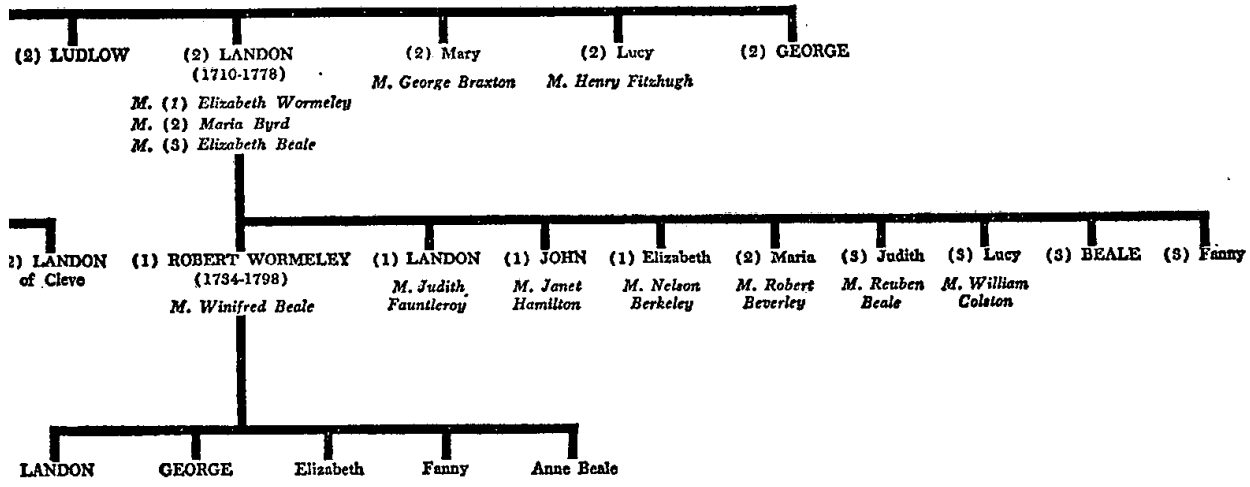 (2) LUDLOW
(2) LANDON
(1710-1778)
M. (1) Elizabeth Wormeley
M. (2) Maria Byrd
M. (3) Elizabeth Beale
(2) Mary
M. George Braxton
(2) Lucy
M. Henry Fitzhugh
(2) GEORGE
2) LANDON
of Cleve
(1) ROBERT WORMELEY
(1734-1798)
M. Winifred Beale
(1) LANDON
M. Judith
Fauntleroy
(1) JOHN
M. Janet
Hamilton
(1) Elizabeth
M. Nelson
Berkeley
(2) Maria
M. Robert
Beverley
(3) Judith
M. Reuben
Beale
(3) Lucy
M. William
Colston
(3) BEALE
(3) Fanny
LANDON
GEORGE
Elizabeth
Fanny
Anne Beale